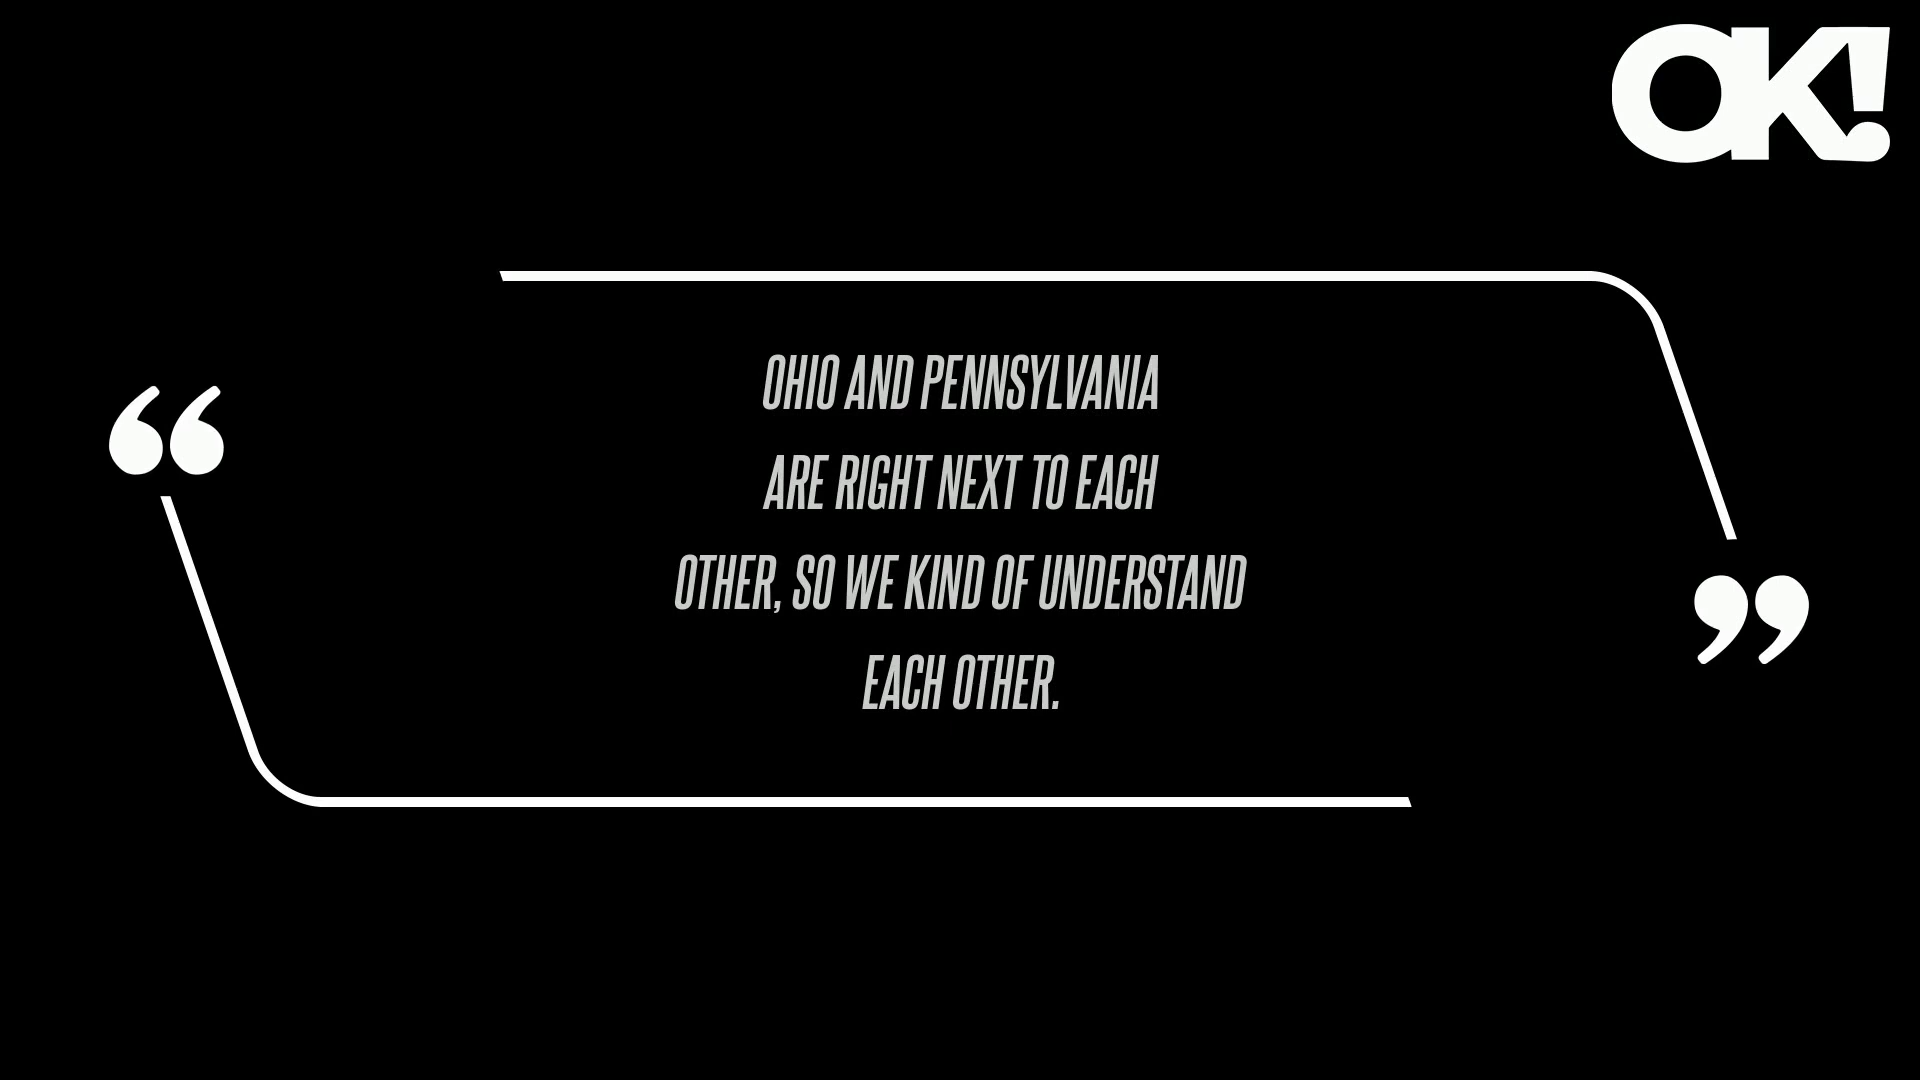 OK!
“
OHIO AND PENNSYLVANIA
ARE RIGHT NEXT TO EACH
OTHER, SO WE KIND OF UNDERSTAND
EACH OTHER.
”